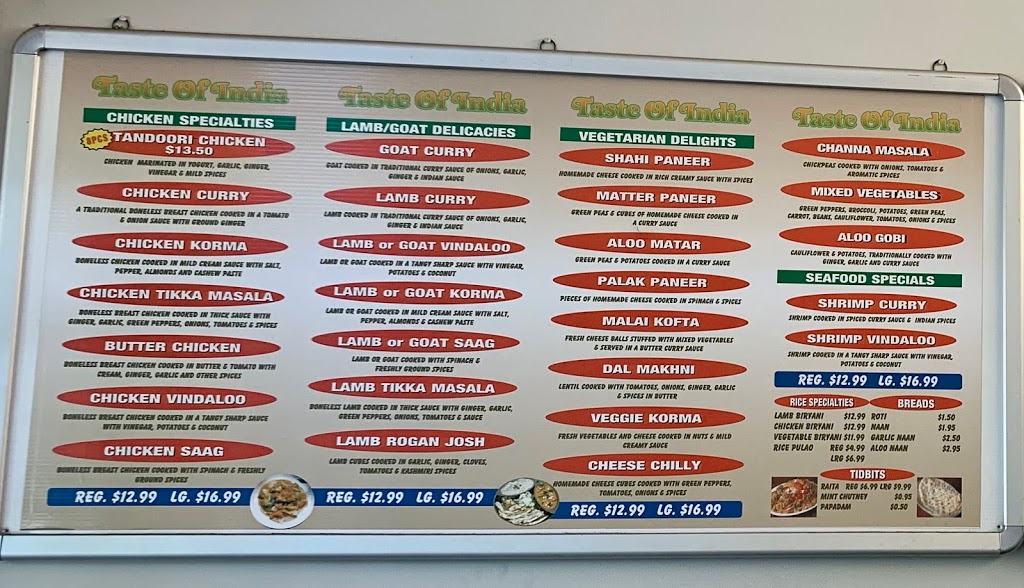 Taste Of India
CHICKEN SPECIALTIES
8PCS
TANDOORI CHICKEN
$13.50
CHICKEN MARINATED IN YOGURT, GARLIC, GINGER,
VINEGAR & MILD SPICES
CHICKEN CURRY
A TRADITIONAL BONELESS BREAST CHICKEN COOKED IN A TOMATO
& ONION SAUCE WITH GROUND GINGER
CHICKEN KORMA
BONELESS CHICKEN COOKED IN MILD CREAM SAUCE WITH SALT,
PEPPER, ALMONDS AND CASHEW PASTE
CHICKEN TIKKA MASALA
BONELESS BREAST CHICKEN COOKED IN THICK SAUCE WITH
GINGER, GARLIC, GREEN PEPPERS, ONIONS, TOMATOES & SPICES
BUTTER CHICKEN
BONELESS BREAST CHICKEN COOKED IN BUTTER & TOMATO WITH
CREAM, GINGER, GARLIC AND OTHER SPICES
CHICKEN VINDALOO
BONELESS BREAST CHICKEN COOKED IN A TANGY SHARP SAUCE
WITH VINEGAR, POTATOES & COCONUT
CHICKEN SAAG
BONELESS BREAST CHICKEN COOKED WITH SPINACH & FRESHLY
GROUND SPICES
REG. $12.99 LG. $16.99
Taste Of India
LAMB/GOAT DELICACIES
GOAT CURRY
GOAT COOKED IN TRADITIONAL CURRY SAUCE OF ONIONS, GARLIC,
GINGER & INDIAN SAUCE
LAMB CURRY
LAMB COOKED IN TRADITIONAL CURRY SAUCE OF ONIONS, GARLIC,
GINGER & INDIAN SAUCE
LAMB or GOAT VINDALOO
LAMB OR GOAT COOKED IN A TANGY SHARP SAUCE WITH VINEGAR,
POTATOES & COCONUT
LAMB or GOAT KORMA
LAMB OR GOAT COOKED IN MILD CREAM SAUCE WITH SALT,
PEPPER, ALMONDS & CASHEW PASTE
LAMB or GOAT SAAG
LAMB OR GOAT COOKED WITH SPINACH &
FRESHLY GROUND SPICES
LAMB TIKKA MASALA
BONELESS LAMB COOKED IN THICK SAUCE WITH GINGER, GARLIC,
GREEN PEPPERS, ONIONS, TOMATOES & SAUCE
LAMB ROGAN JOSH
LAMB CUBES COOKED IN GARLIC, GINGER, CLOVES,
TOMATOES & KASHMIRI SPICES
REG. $12.99 LG. $16.99
Taste Of India
VEGETARIAN DELIGHTS
SHAHI PANEER
HOMEMADE CHEESE COOKED IN RICH CREAMY SAUCE WITH SPICES
MATTER PANEER
GREEN PEAS & CUBES OF HOMEMADE CHEESE COOKED IN
A CURRY SAUCE
ALOO MATAR
GREEN PEAS & POTATOES COOKED IN A CURRY SAUCE
PALAK PANEER
PIECES OF HOMEMADE CHEESE COOKED IN SPINACH & SPICES
MALAI KOFTA
FRESH CHEESE BALLS STUFFED WITH MIXED VEGETABLES
& SERVED IN A BUTTER CURRY SAUCE
DAL MAKHNI
LENTIL COOKED WITH TOMATOES, ONIONS, GINGER, GARLIC
& SPICES IN BUTTER
VEGGIE KORMA
FRESH VEGETABLES AND CHEESE COOKED IN NUTS & MILD
CREAMY SAUCE
CHEESE CHILLY
HOMEMADE CHEESE CUBES COOKED WITH GREEN PEPPERS,
TOMATOES, ONIONS & SPICES
REG. $12.99 LG. $16.99
Taste Of India
CHANNA MASALA
CHICKPEAS COOKED WITH ONIONS, TOMATOES &
AROMATIC SPICES
MIXED VEGETABLES
GREEN PEPPERS, BROCCOLI, POTATOES, GREEN PEAS,
CARROT, BEANS, CAULIFLOWER, TOMATOES, ONIONS & SPICES
ALOO GOBI
CAULIFLOWER & POTATOES, TRADITIONALLY COOKED WITH
GINGER, GARLIC AND CURRY SAUCE
SEAFOOD SPECIALS
SHRIMP CURRY
SHRIMP COOKED IN SPICED CURRY SAUCE & INDIAN SPICES
SHRIMP VINDALOO
SHRIMP COOKED IN A TANGY SHARP SAUCE WITH VINEGAR,
POTATOES & COCONUT
REG. $12.99 LG. $16.99
RICE SPECIALTIES
LAMB BIRYANI $12.99
CHICKEN BIRYANI $12.99
VEGETABLE BIRYANI $11.99
RICE PULAO REG $4.99
LRG $6.99
BREADS
ROTI $1.50
NAAN $1.95
GARLIC NAAN $2.50
ALOO NAAN $2.95
TIDBITS
RAITA REG $6.99 LRG $9.99
MINT CHUTNEY $0.95
PAPADAM $0.50